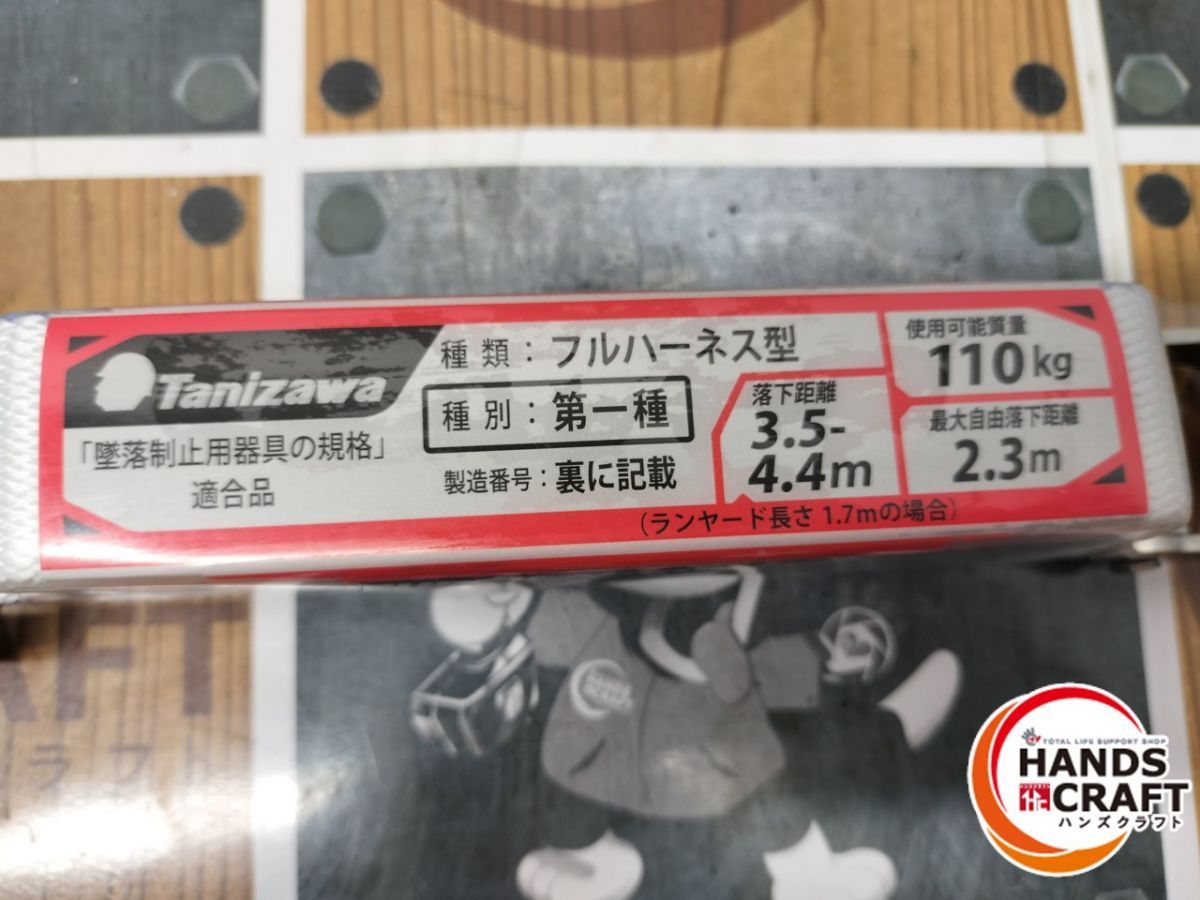 Tanizawa
「墜落制止用器具の規格」
適合品
種類：フルハーネス型
種別：第一種
製造番号：裏に記載
落下距離
3.5-
4.4m
使用可能質量
110kg
最大自由落下距離
2.3m
（ランヤード長さ 1.7mの場合）
HANDS
CRAFT
TOTAL LIFE SUPPORT SHOP
HANDS
CRAFT
ハンズクラフト